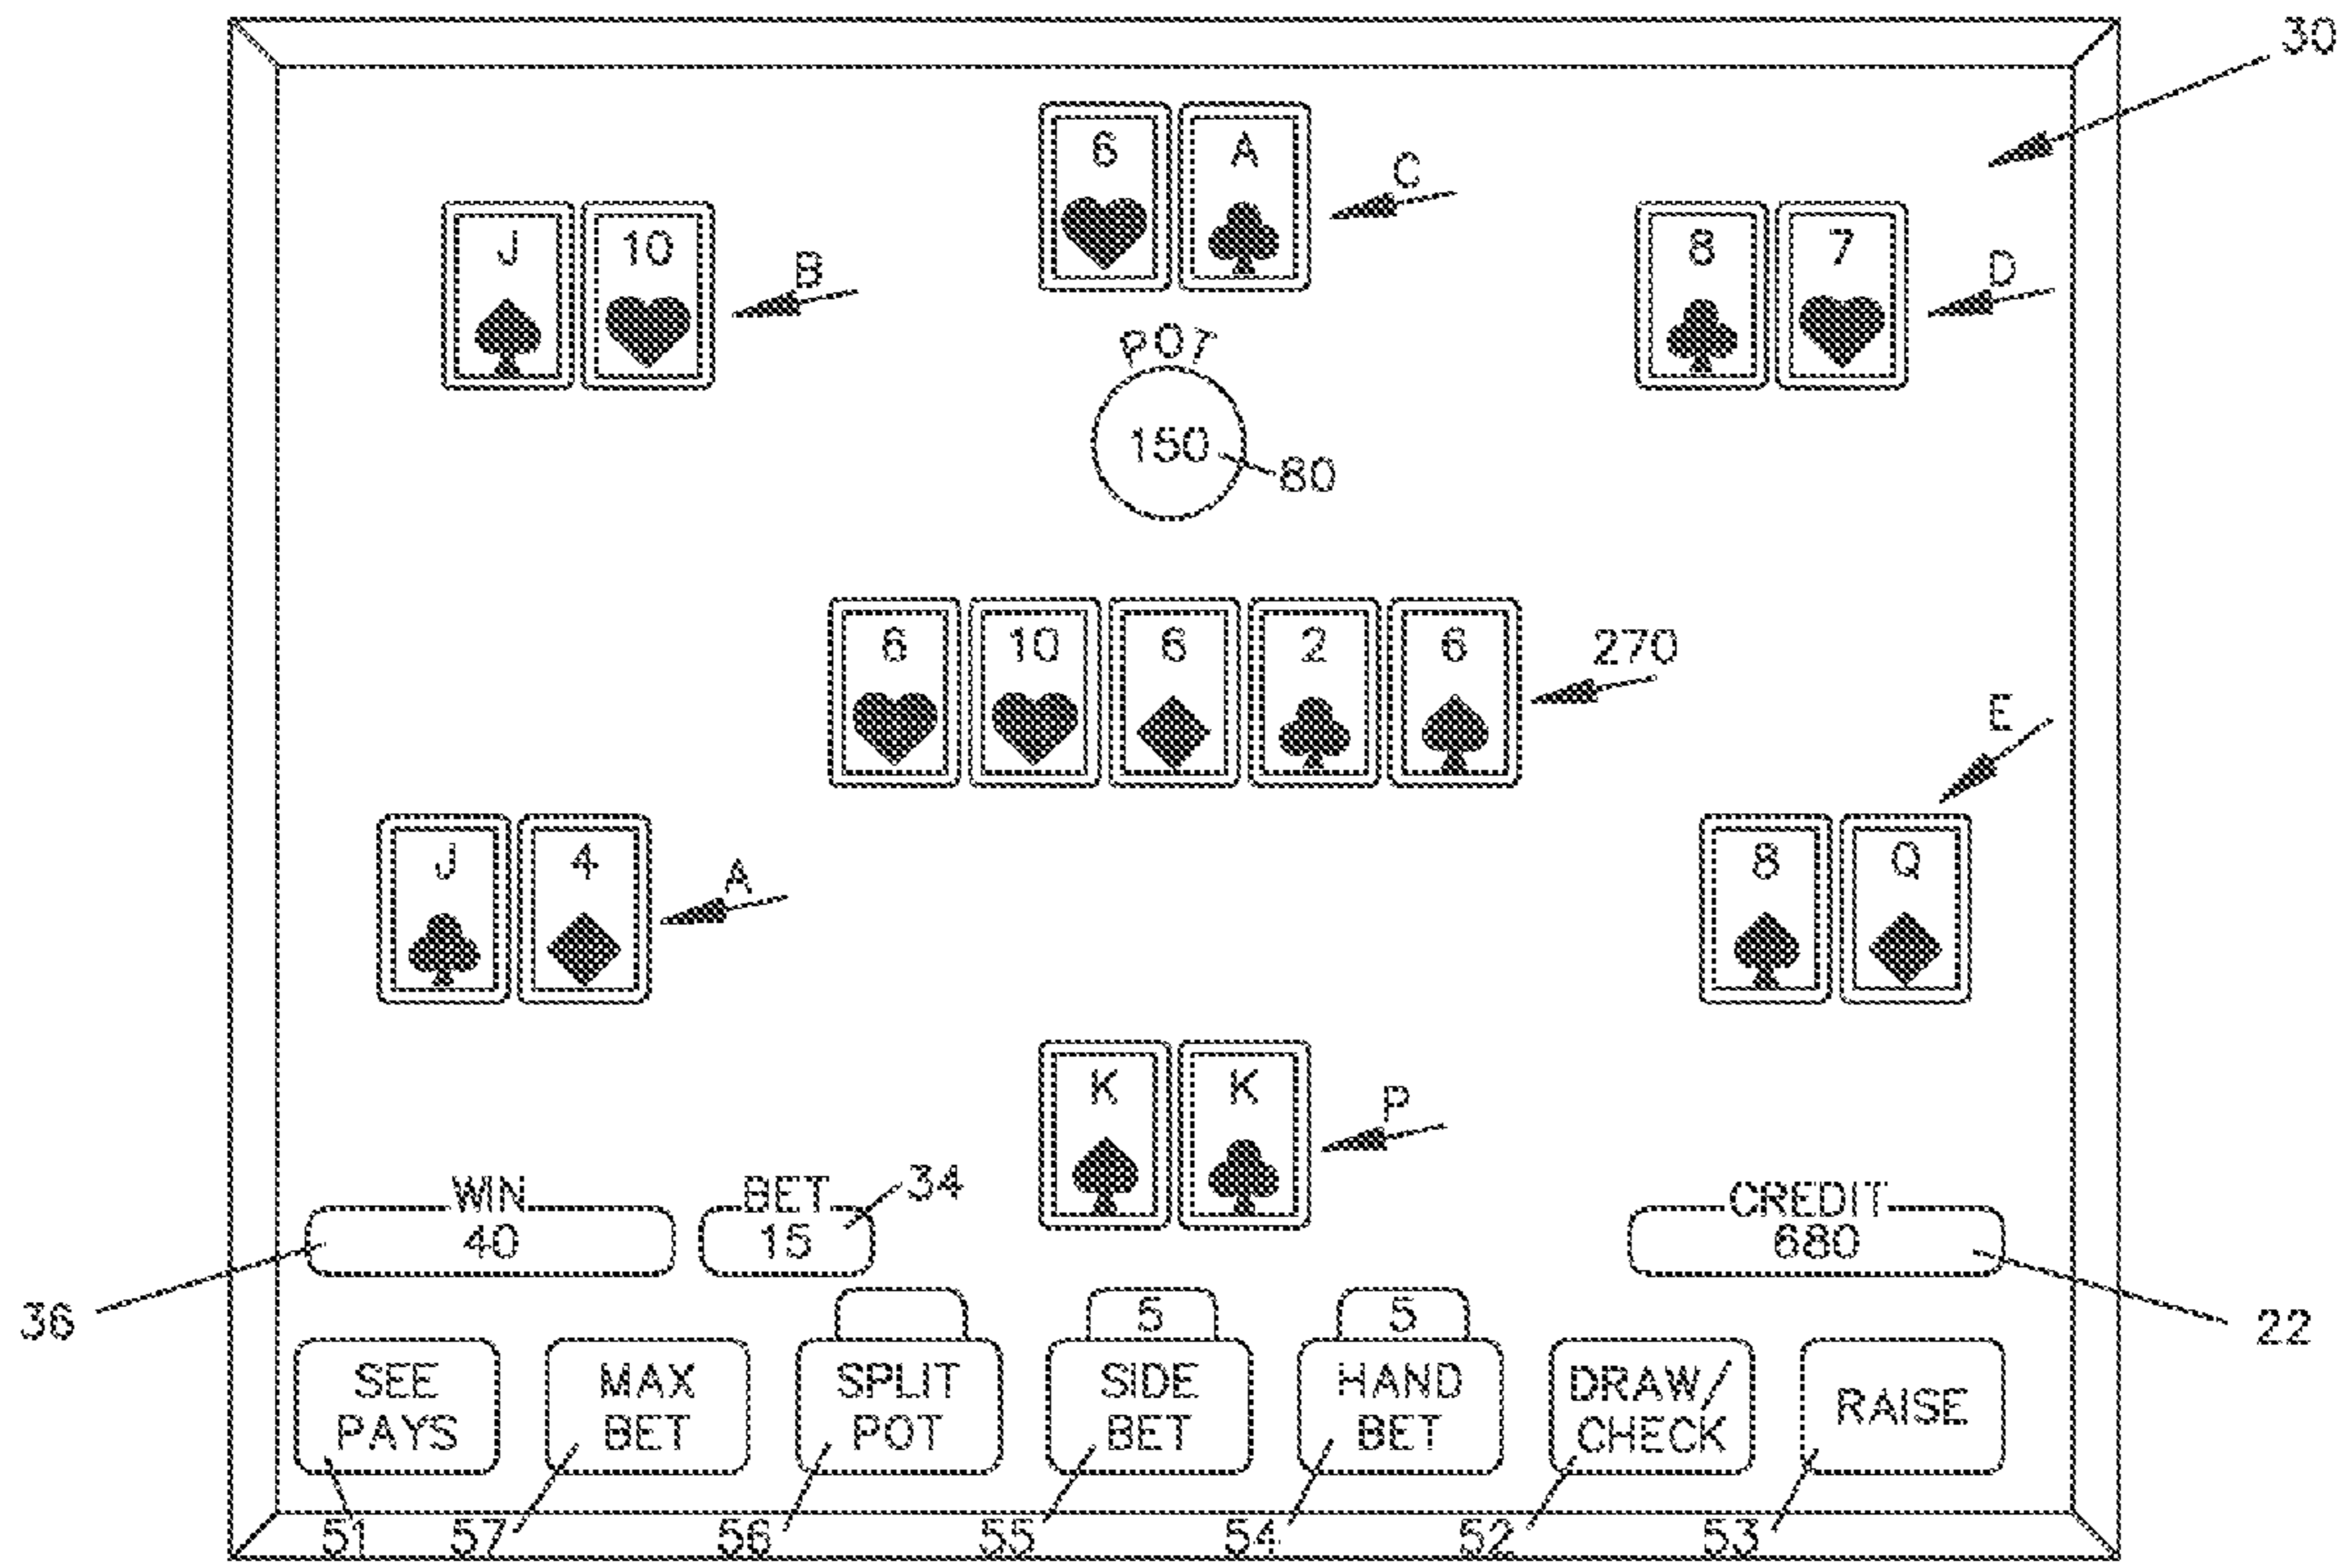 30
6 A
C
J 10
B
8 7
D
POT
150
80
6 10 6 2 6
270
E
J 4
A
8 Q
K K
P
WIN
40
BET
15
34
CREDIT
680
36
22
5
5
SEE
PAYS
MAX
BET
SPLIT
POT
SIDE
BET
HAND
BET
DRAW/
CHECK
RAISE
51 57 56 55 54 52 53